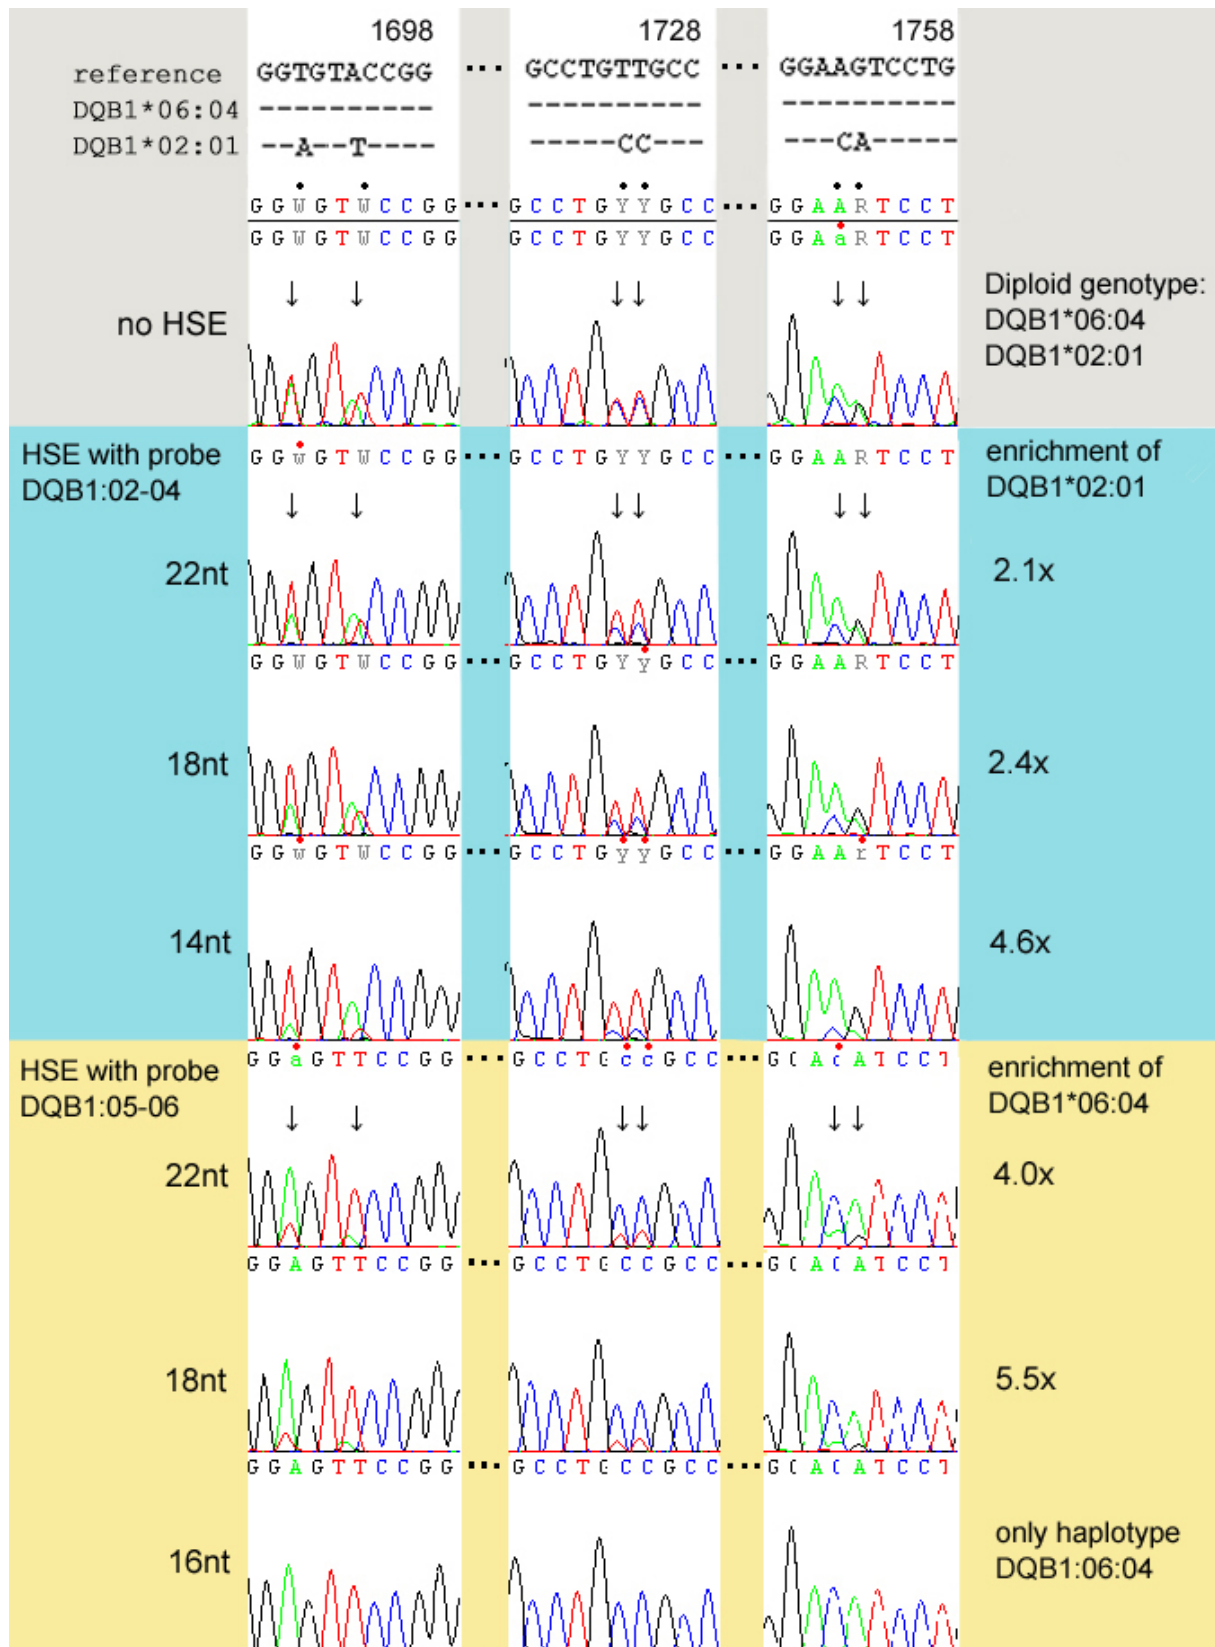 1698 1728 1758
reference GGTGTACCGG ... GCCTGTTGCC ... GGAAGTCCTG
DQB1*06:04 ---------- ---------- ----------
DQB1*02:01 --A--T---- -----CC--- ---CA-----
GGWGTWCCGG...GCCTGYYGCC...GGAARTCCT
GGWGTWCCGG GCCTGYYGCC GGAaRTCCT
↓ ↓ ↓↓ ↓↓
no HSE
Diploid genotype:
DQB1*06:04
DQB1*02:01
HSE with probe
DQB1:02-04
GGwGTWCCGG...GCCTGYYGCC...GGAARTCCT
enrichment of
DQB1*02:01
↓ ↓ ↓↓ ↓↓
22nt 2.1x
GGWGTWCCGG...GCCTGYyGCC...GGAARTCCT
18nt 2.4x
GGwGTWCCGG...GCCTGyyGCC...GGAArTCCT
14nt 4.6x
HSE with probe
DQB1:05-06
GGaGTTCCGG...GCCTGccGCC...GCAcATCCT
enrichment of
DQB1*06:04
↓ ↓ ↓↓ ↓↓
22nt 4.0x
GGAGTTCCGG...GCCTGCCGCC...G(A(ATCCT
18nt 5.5x
GGAGTTCCGG...GCCTGCCGCC...G(A(ATCCT
16nt
only haplotype
DQB1:06:04